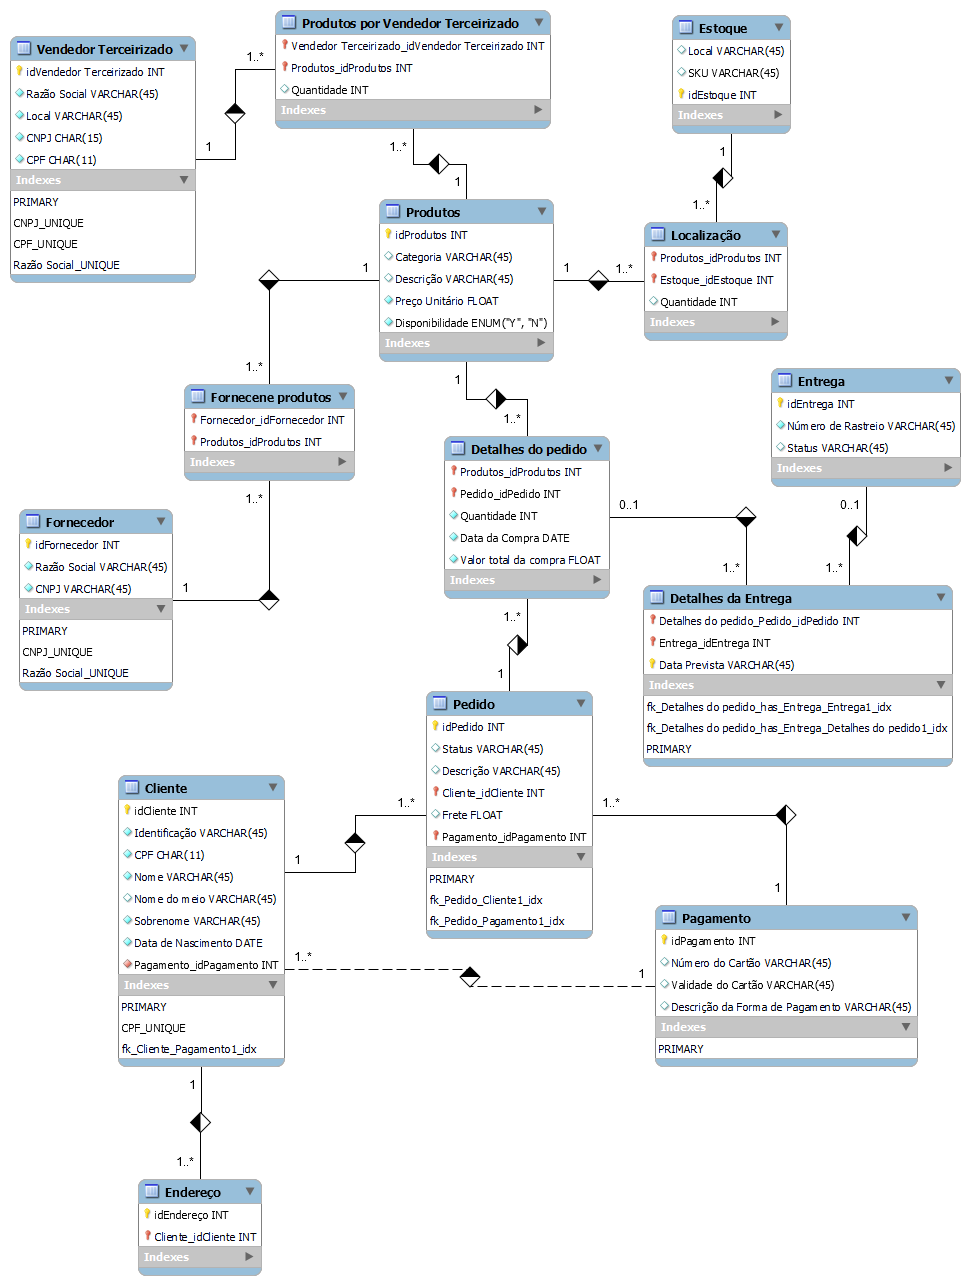 Vendedor Terceirizado
idVendedor Terceirizado INT
Razão Social VARCHAR(45)
Local VARCHAR(45)
CNPJ CHAR(15)
CPF CHAR(11)
Indexes
PRIMARY
CNPJ_UNIQUE
CPF_UNIQUE
Razão Social_UNIQUE
1
1..*
Produtos por Vendedor Terceirizado
Vendedor Terceirizado_idVendedor Terceirizado INT
Produtos_idProdutos INT
Quantidade INT
Indexes
1..*
1
Estoque
Local VARCHAR(45)
SKU VARCHAR(45)
idEstoque INT
Indexes
1
1..*
Produtos
idProdutos INT
Categoria VARCHAR(45)
Descrição VARCHAR(45)
Preço Unitário FLOAT
Disponibilidade ENUM("Y", "N")
Indexes
1
1..*
Localização
Produtos_idProdutos INT
Estoque_idEstoque INT
Quantidade INT
Indexes
1
1..*
Fornecene produtos
Fornecedor_idFornecedor INT
Produtos_idProdutos INT
Indexes
1..*
1
Fornecedor
idFornecedor INT
Razão Social VARCHAR(45)
CNPJ VARCHAR(45)
Indexes
PRIMARY
CNPJ_UNIQUE
Razão Social_UNIQUE
1
1..*
Detalhes do pedido
Produtos_idProdutos INT
Pedido_idPedido INT
Quantidade INT
Data da Compra DATE
Valor total da compra FLOAT
Indexes
0..1
1..*
Entrega
idEntrega INT
Número de Rastreio VARCHAR(45)
Status VARCHAR(45)
Indexes
0..1
1..*
Detalhes da Entrega
Detalhes do pedido_Pedido_idPedido INT
Entrega_idEntrega INT
Data Prevista VARCHAR(45)
Indexes
fk_Detalhes do pedido_has_Entrega_Entrega1_idx
fk_Detalhes do pedido_has_Entrega_Detalhes do pedido1_idx
PRIMARY
1..*
1
Pedido
idPedido INT
Status VARCHAR(45)
Descrição VARCHAR(45)
Cliente_idCliente INT
Frete FLOAT
Pagamento_idPagamento INT
Indexes
PRIMARY
fk_Pedido_Cliente1_idx
fk_Pedido_Pagamento1_idx
1..*
1
1..*
1
Cliente
idCliente INT
Identificação VARCHAR(45)
CPF CHAR(11)
Nome VARCHAR(45)
Nome do meio VARCHAR(45)
Sobrenome VARCHAR(45)
Data de Nascimento DATE
Pagamento_idPagamento INT
Indexes
PRIMARY
CPF_UNIQUE
fk_Cliente_Pagamento1_idx
1..*
1
Pagamento
idPagamento INT
Número do Cartão VARCHAR(45)
Validade do Cartão VARCHAR(45)
Descrição da Forma de Pagamento VARCHAR(45)
Indexes
PRIMARY
1
1..*
Endereço
idEndereço INT
Cliente_idCliente INT
Indexes